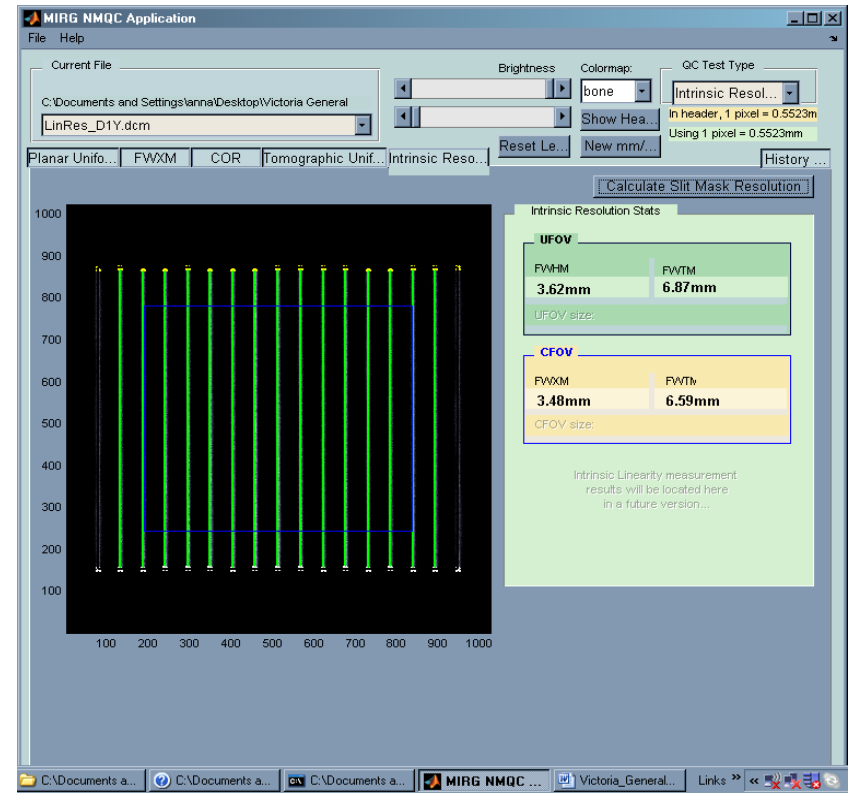 MIRG NMQC Application
File Help
Current File
C:\Documents and Settings\anna\Desktop\Victoria General
LinRes_D1Y.dcm
Brightness
Colormap:
bone
QC Test Type
Intrinsic Resol...
Show Hea...
In header, 1 pixel = 0.5523m
Reset Le...
New mm/...
Using 1 pixel = 0.5523mm
Planar Unifo... FWXM COR Tomographic Unif... Intrinsic Reso... History ...
Calculate Slit Mask Resolution
Intrinsic Resolution Stats
UFOV
FWHM FWTM
3.62mm 6.87mm
UFOV size:
CFOV
FWXM FWTM
3.48mm 6.59mm
CFOV size:
Intrinsic Linearity measurement
results will be located here
in a future version...
1000
900
800
700
600
500
400
300
200
100
100 200 300 400 500 600 700 800 900 1000
C:\Documents a... C:\Documents a... C:\Documents a... MIRG NMQC ... Victoria_General... Links » «